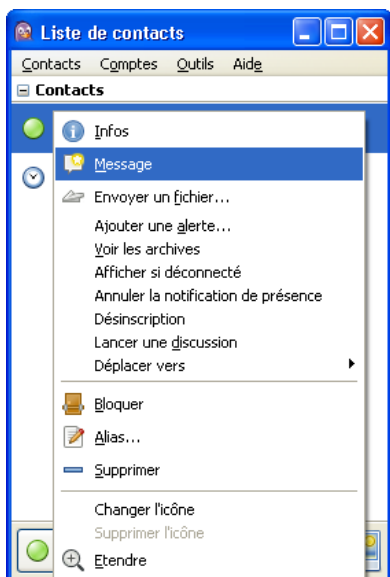 Liste de contacts
Contacts Comptes Outils Aide
Contacts
Infos
Message
Envoyer un fichier...
Ajouter une alerte...
Voir les archives
Afficher si déconnecté
Annuler la notification de présence
Désinscription
Lancer une discussion
Déplacer vers
Bloquer
Alias...
Supprimer
Changer l'icône
Supprimer l'icône
Etendre